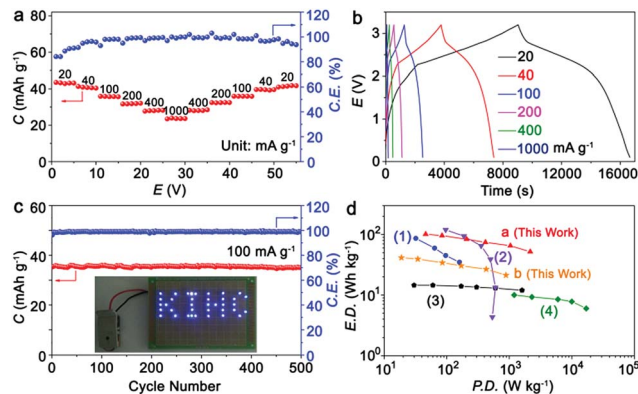 a
80
60
40
20
0
C (mAh g⁻¹)
20
40
100
200
400
1000
400
200
100
40
20
Unit: mA g⁻¹
0 10 20 30 40 50
E (V)
120
100
80
60
40
20
0
C.E. (%)
b
3
2
1
0
E (V)
20
40
100
200
400
1000 mA g⁻¹
0 4000 8000 12000 16000
Time (s)
c
60
50
40
30
20
10
0
C (mAh g⁻¹)
100 mA g⁻¹
KIMC
0 100 200 300 400 500
Cycle Number
120
100
80
60
40
20
0
C.E. (%)
d
10²
10¹
10⁰
E.D. (Wh kg⁻¹)
a (This Work)
(1)
(2)
b (This Work)
(3)
(4)
10¹ 10² 10³ 10⁴ 10⁵
P.D. (W kg⁻¹)